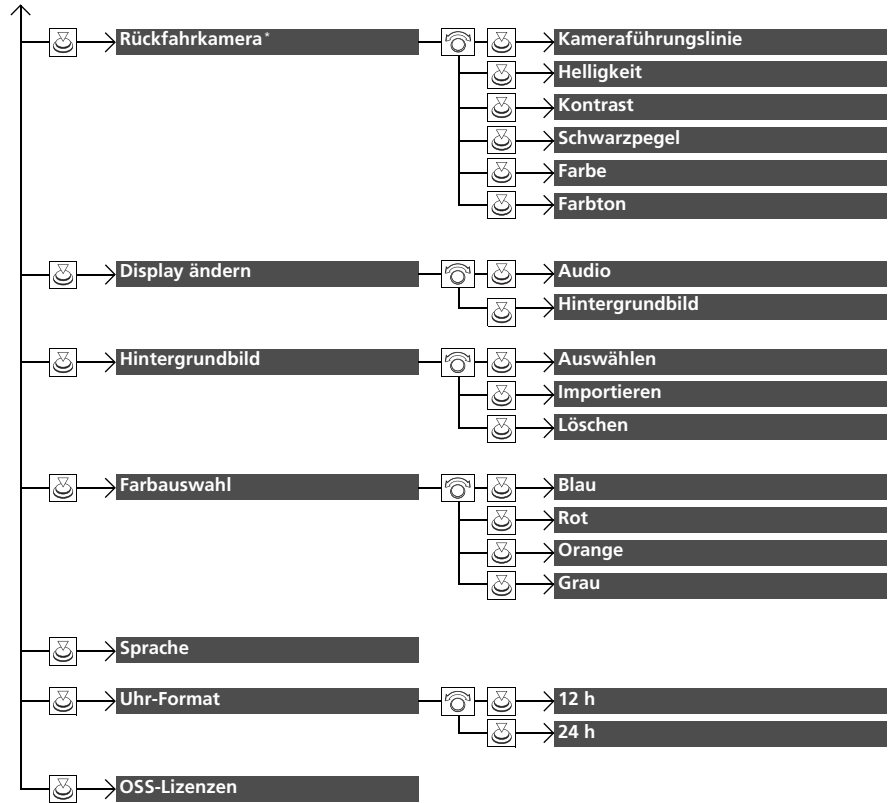 Rückfahrkamera*
Kameraführungslinie
Helligkeit
Kontrast
Schwarzpegel
Farbe
Farbton
Display ändern
Audio
Hintergrundbild
Hintergrundbild
Auswählen
Importieren
Löschen
Farbauswahl
Blau
Rot
Orange
Grau
Sprache
Uhr-Format
12 h
24 h
OSS-Lizenzen